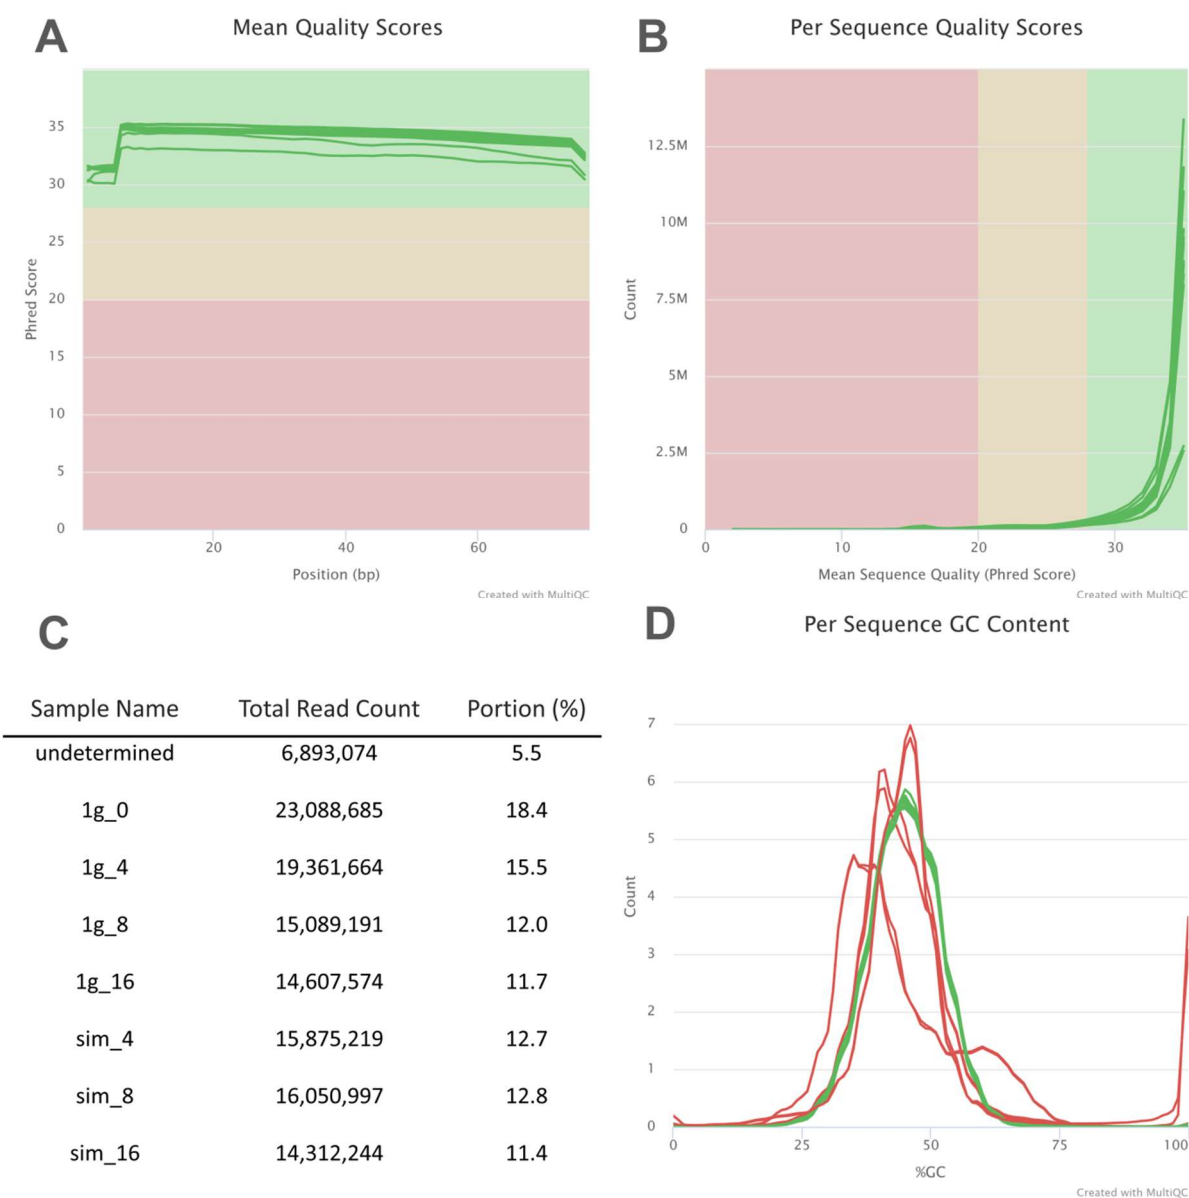 A
Mean Quality Scores
35
30
25
20
15
10
5
0
Phred Score
20 40 60
Position (bp)
Created with MultiQC
B
Per Sequence Quality Scores
12.5M
10M
7.5M
5M
2.5M
0
Count
0 10 20 30
Mean Sequence Quality (Phred Score)
Created with MultiQC
C
Sample Name Total Read Count Portion (%)
undetermined 6,893,074 5.5
1g_0 23,088,685 18.4
1g_4 19,361,664 15.5
1g_8 15,089,191 12.0
1g_16 14,607,574 11.7
sim_4 15,875,219 12.7
sim_8 16,050,997 12.8
sim_16 14,312,244 11.4
D
Per Sequence GC Content
7
6
5
4
3
2
1
0
Count
0 25 50 75 100
%GC
Created with MultiQC